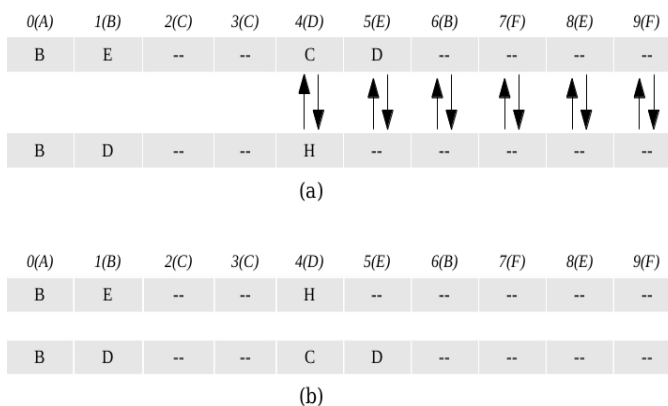 0(A) 1(B) 2(C) 3(C) 4(D) 5(E) 6(B) 7(F) 8(E) 9(F)
B E -- -- C D -- -- -- --
B D -- -- H -- -- -- -- --
(a)
0(A) 1(B) 2(C) 3(C) 4(D) 5(E) 6(B) 7(F) 8(E) 9(F)
B E -- -- H -- -- -- -- --
B D -- -- C D -- -- -- --
(b)